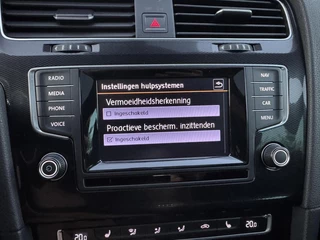 Instellingen hulpsystemen
Vermoeidheidsherkenning
Ingeschakeld
Proactieve bescherm. inzittenden
Ingeschakeld
RADIO
MEDIA
PHONE
VOICE
NAV
TRAFFIC
CAR
MENU
20.0
20.0